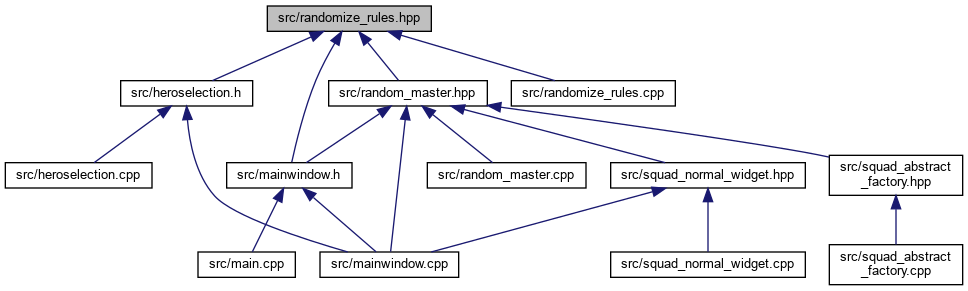 src/randomize_rules.hpp
src/heroselection.h
src/random_master.hpp
src/randomize_rules.cpp
src/heroselection.cpp
src/mainwindow.h
src/random_master.cpp
src/squad_normal_widget.hpp
src/squad_abstract
_factory.hpp
src/main.cpp
src/mainwindow.cpp
src/squad_normal_widget.cpp
src/squad_abstract
_factory.cpp